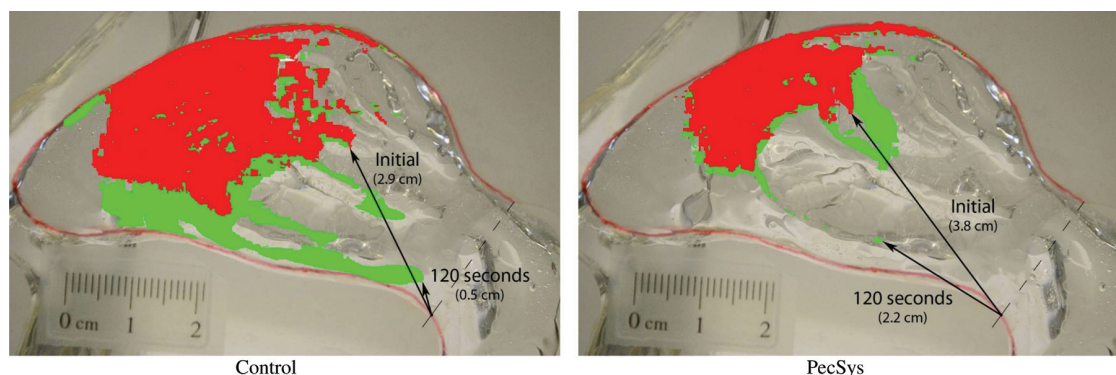 Initial
(2.9 cm)
120 seconds
(0.5 cm)
0 cm 1 2
Control
Initial
(3.8 cm)
120 seconds
(2.2 cm)
0 cm 1 2
PecSys